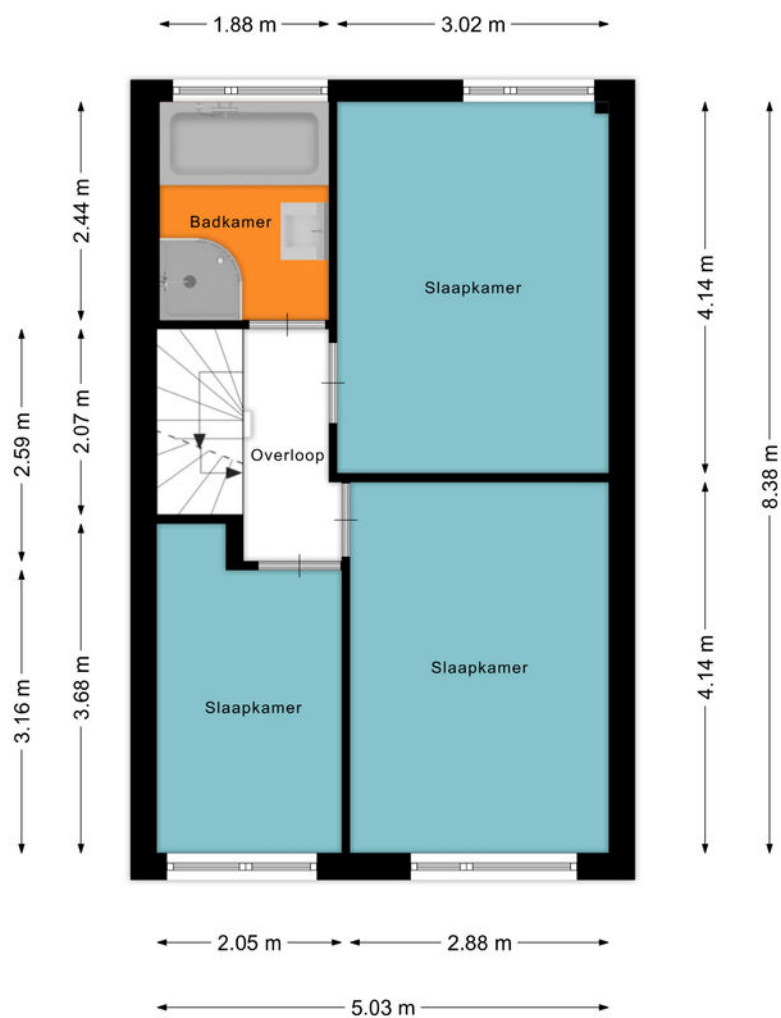 1.88 m
3.02 m
2.44 m
Badkamer
Slaapkamer
4.14 m
2.59 m
2.07 m
Overloop
8.38 m
3.16 m
3.68 m
Slaapkamer
Slaapkamer
4.14 m
2.05 m
2.88 m
5.03 m